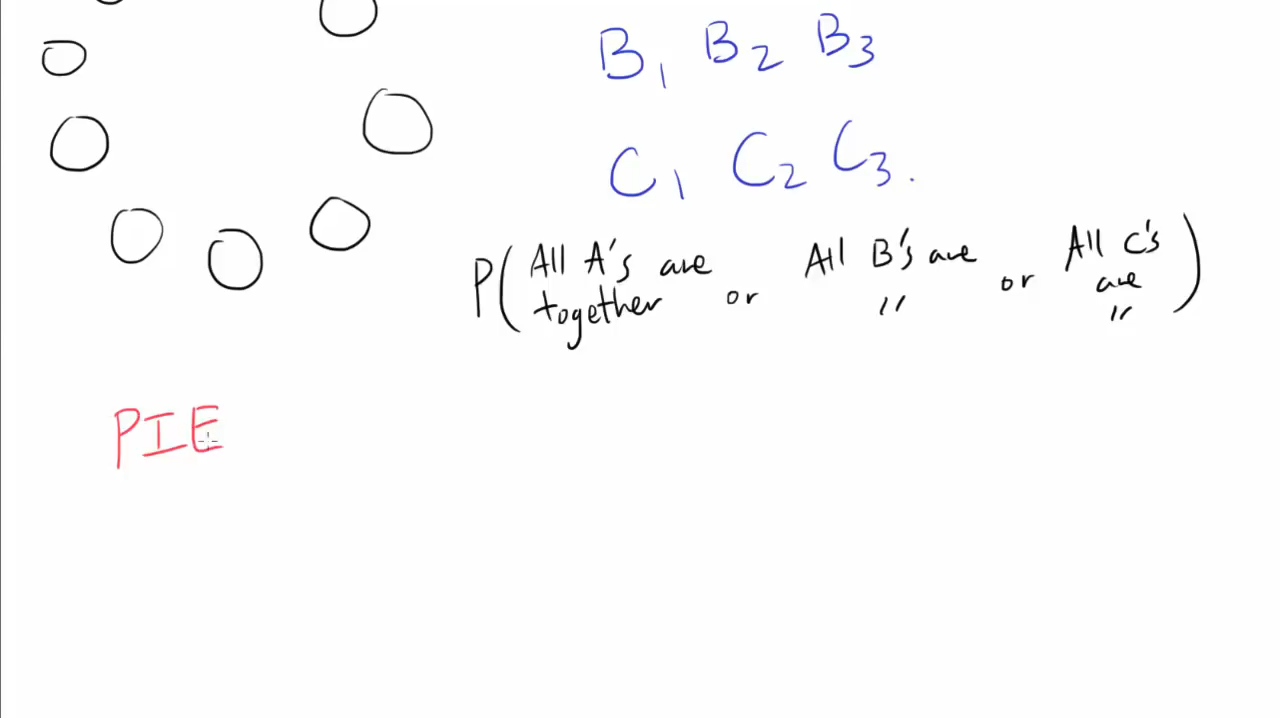 B₁ B₂ B₃
C₁ C₂ C₃.
P( All A's are together or All B's are 〃 or All C's are 〃 )
PIE